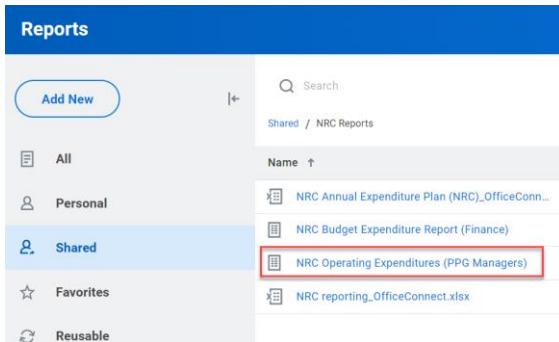 Reports
Add New
Search
Shared / NRC Reports
All
Name ↑
Personal
NRC Annual Expenditure Plan (NRC)_OfficeConn...
NRC Budget Expenditure Report (Finance)
Shared
NRC Operating Expenditures (PPG Managers)
Favorites
NRC reporting_OfficeConnect.xlsx
Reusable